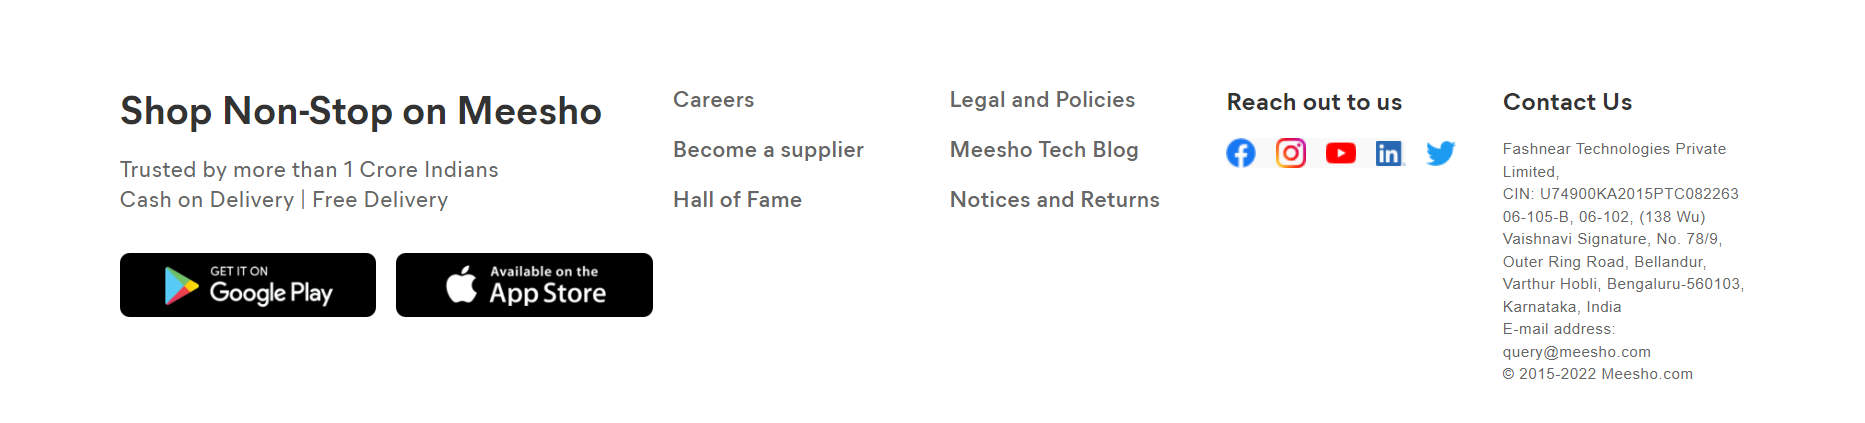 Shop Non-Stop on Meesho
Trusted by more than 1 Crore Indians
Cash on Delivery | Free Delivery
GET IT ON
Google Play
Available on the
App Store
Careers
Become a supplier
Hall of Fame
Legal and Policies
Meesho Tech Blog
Notices and Returns
Reach out to us
in
Contact Us
Fashnear Technologies Private
Limited,
CIN: U74900KA2015PTC082263
06-105-B, 06-102, (138 Wu)
Vaishnavi Signature, No. 78/9,
Outer Ring Road, Bellandur,
Varthur Hobli, Bengaluru-560103,
Karnataka, India
E-mail address:
query@meesho.com
© 2015-2022 Meesho.com